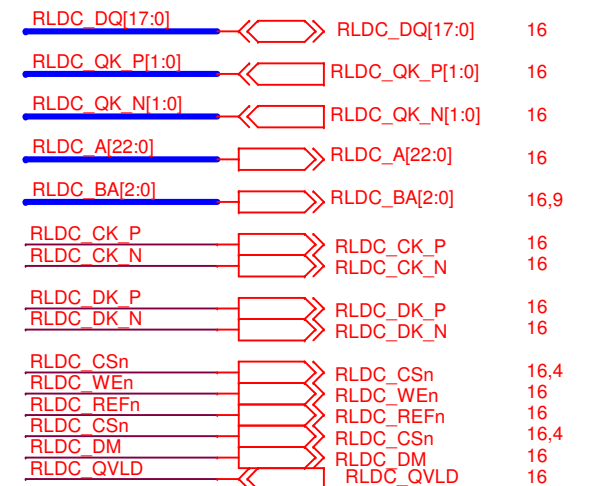 RLDC_DQ[17:0] RLDC_DQ[17:0] 16
RLDC_QK_P[1:0] RLDC_QK_P[1:0] 16
RLDC_QK_N[1:0] RLDC_QK_N[1:0] 16
RLDC_A[22:0] RLDC_A[22:0] 16
RLDC_BA[2:0] RLDC_BA[2:0] 16,9
RLDC_CK_P RLDC_CK_P 16
RLDC_CK_N RLDC_CK_N 16
RLDC_DK_P RLDC_DK_P 16
RLDC_DK_N RLDC_DK_N 16
RLDC_CSn RLDC_CSn 16,4
RLDC_WEn RLDC_WEn 16
RLDC_REFn RLDC_REFn 16
RLDC_CSn RLDC_CSn 16,4
RLDC_DM RLDC_DM 16
RLDC_QVLD RLDC_QVLD 16